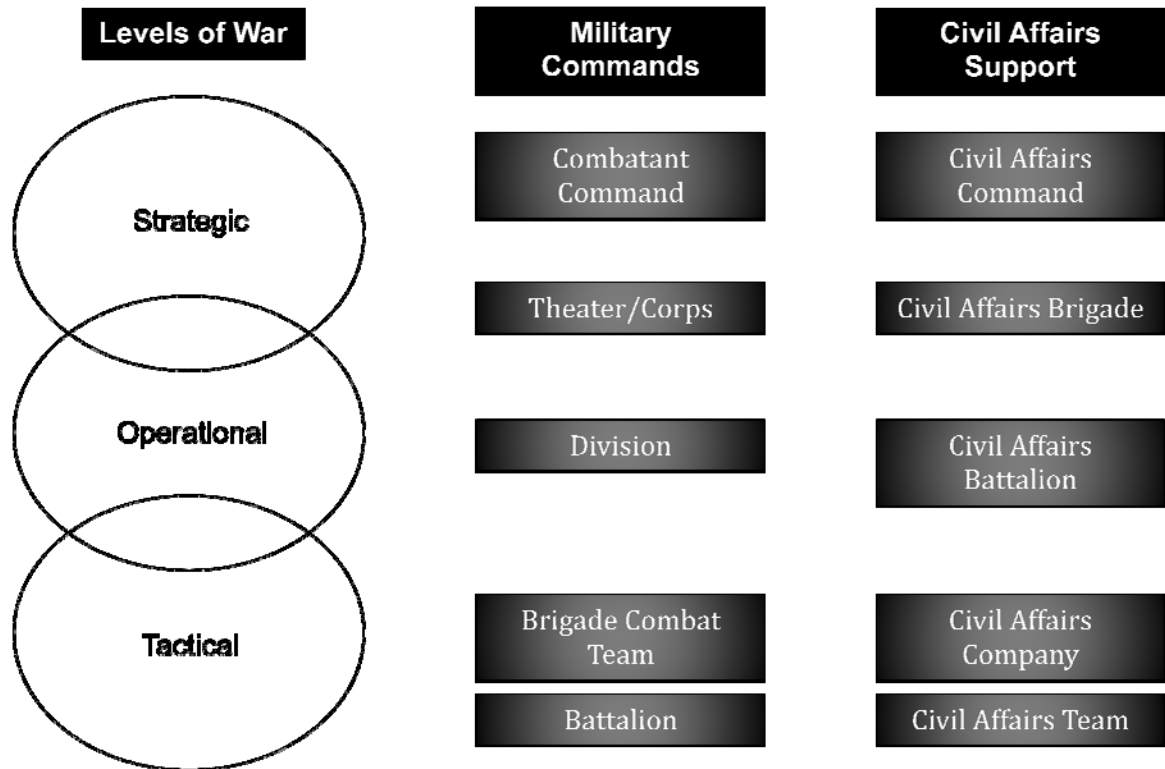 Levels of War
Military
Commands
Civil Affairs
Support
Strategic
Combatant
Command
Civil Affairs
Command
Theater/Corps
Civil Affairs Brigade
Operational
Division
Civil Affairs
Battalion
Tactical
Brigade Combat
Team
Civil Affairs
Company
Battalion
Civil Affairs Team